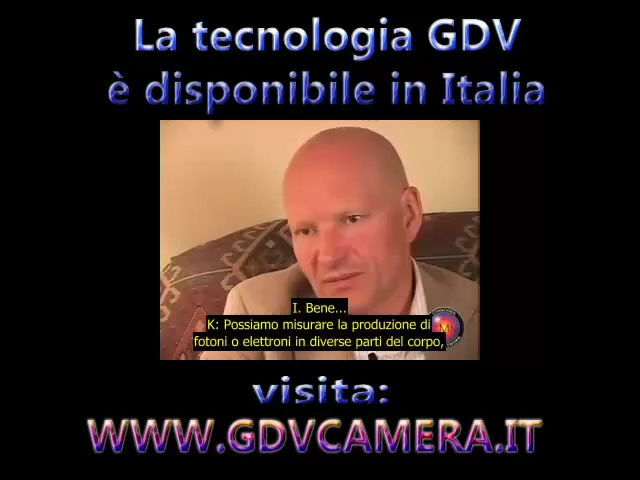 La tecnologia GDV
è disponibile in Italia
I. Bene...
K: Possiamo misurare la produzione di
fotoni o elettroni in diverse parti del corpo,
visita:
WWW.GDVCAMERA.IT